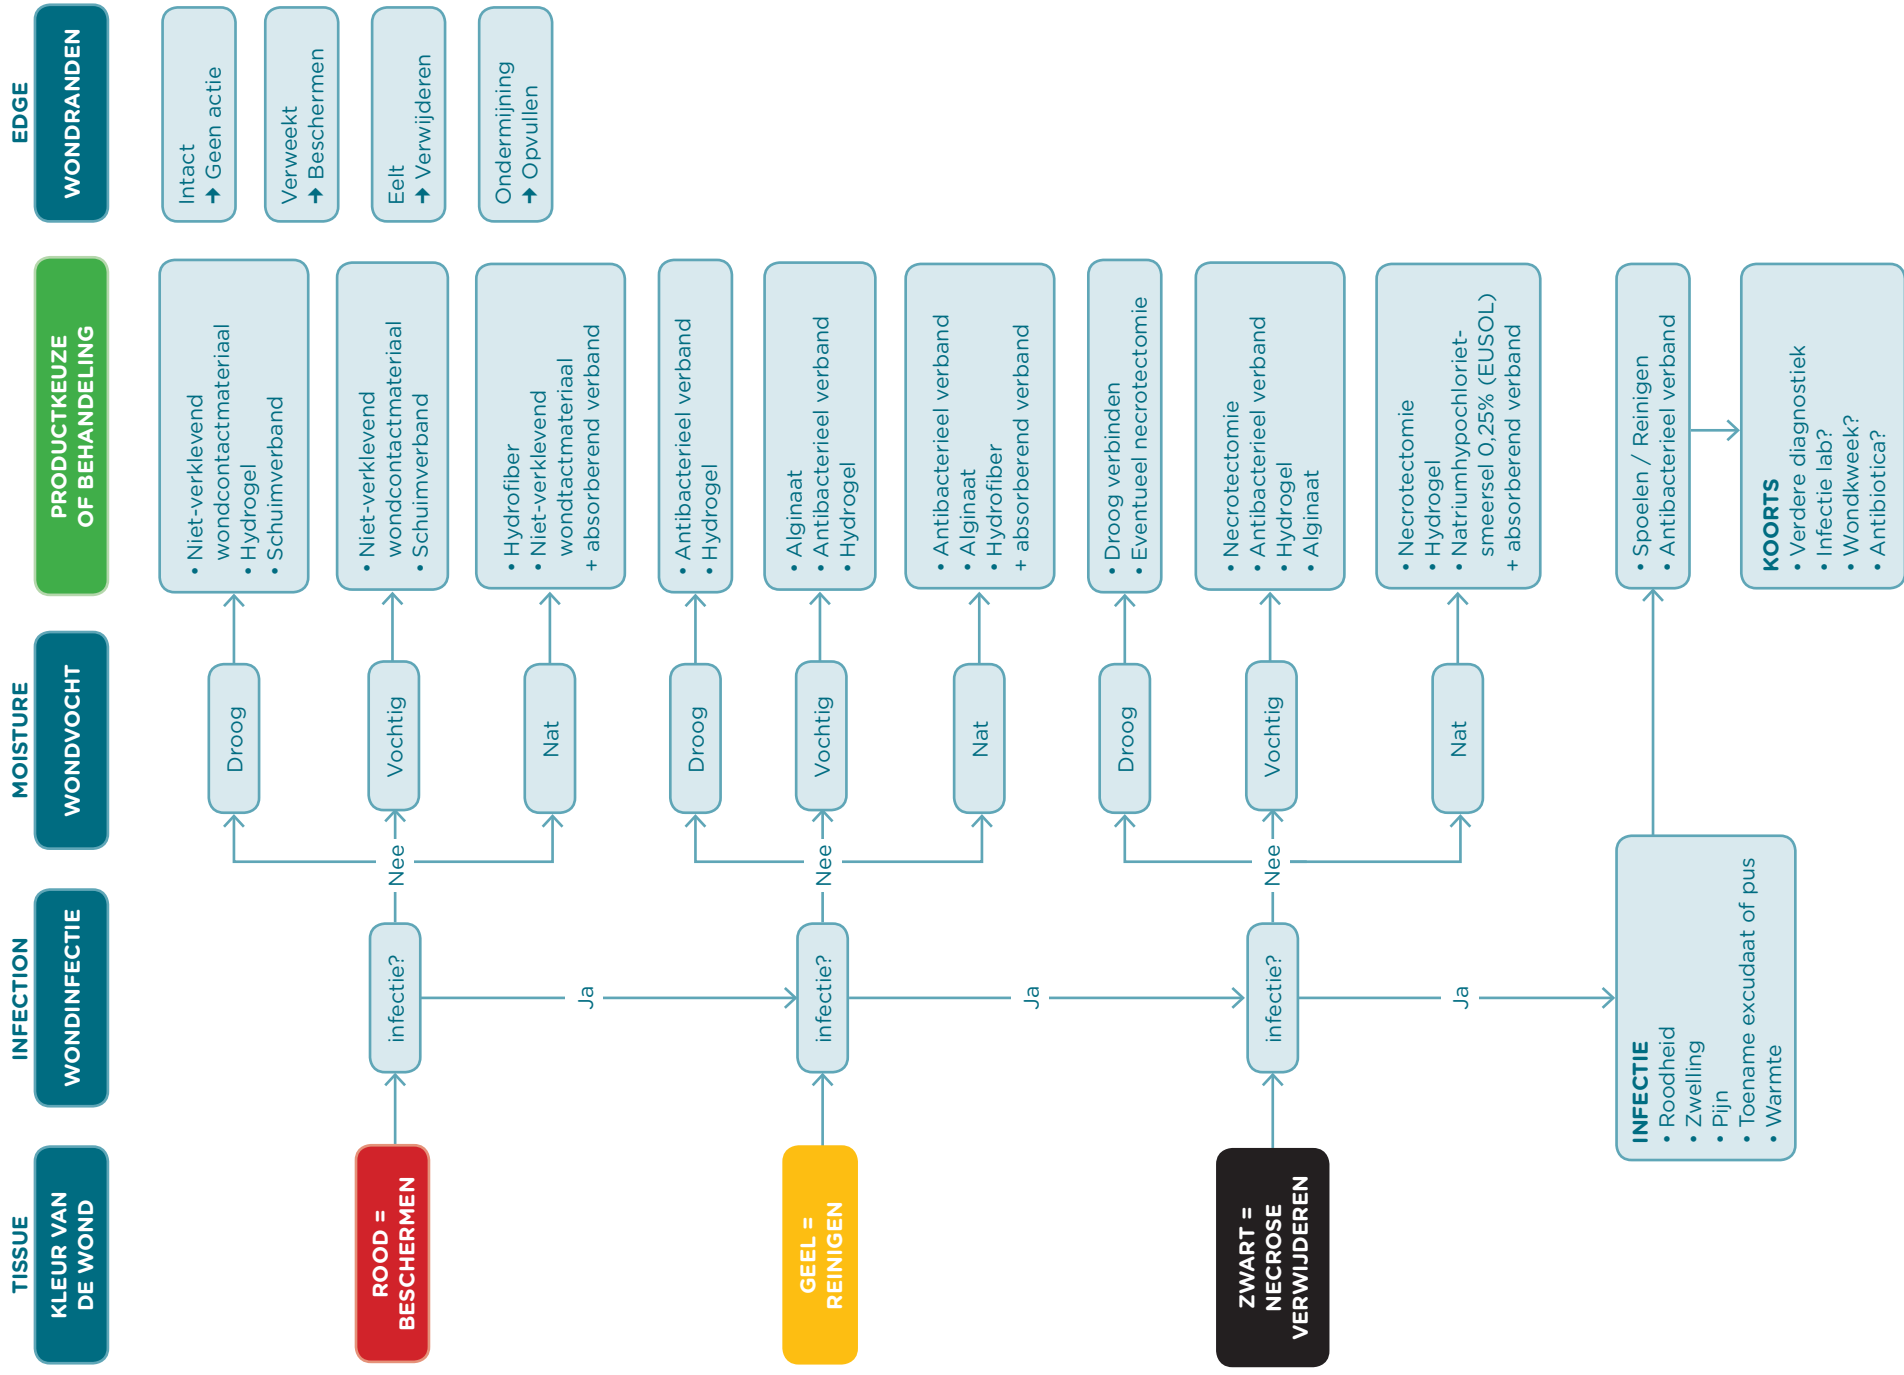 TISSUE
INFECTION
MOISTURE
EDGE
KLEUR VAN
DE WOND
WONDINFECTIE
WONDVOCHT
PRODUCTKEUZE
OF BEHANDELING
WONDRANDEN
ROOD =
BESCHERMEN
infectie?
Nee
Ja
Droog
• Niet-verklevend
wondcontactmateriaal
• Hydrogel
• Schuimverband
Vochtig
• Niet-verklevend
wondcontactmateriaal
• Schuimverband
Nat
• Hydrofiber
• Niet-verklevend
wondtactmateriaal
+ absorberend verband
GEEL =
REINIGEN
infectie?
Nee
Ja
Droog
• Antibacterieel verband
• Hydrogel
Vochtig
• Alginaat
• Antibacterieel verband
• Hydrogel
Nat
• Antibacterieel verband
• Alginaat
• Hydrofiber
+ absorberend verband
ZWART =
NECROSE
VERWIJDEREN
infectie?
Nee
Ja
Droog
• Droog verbinden
• Eventueel necrotectomie
Vochtig
• Necrotectomie
• Antibacterieel verband
• Hydrogel
• Alginaat
Nat
• Necrotectomie
• Hydrogel
• Natriumhypochloriet-
smeersel 0,25% (EUSOL)
+ absorberend verband
INFECTIE
• Roodheid
• Zwelling
• Pijn
• Toename excudaat of pus
• Warmte
• Spoelen / Reinigen
• Antibacterieel verband
KOORTS
• Verdere diagnostiek
• Infectie lab?
• Wondkweek?
• Antibiotica?
Intact
➜ Geen actie
Verweekt
➜ Beschermen
Eelt
➜ Verwijderen
Ondermijning
➜ Opvullen